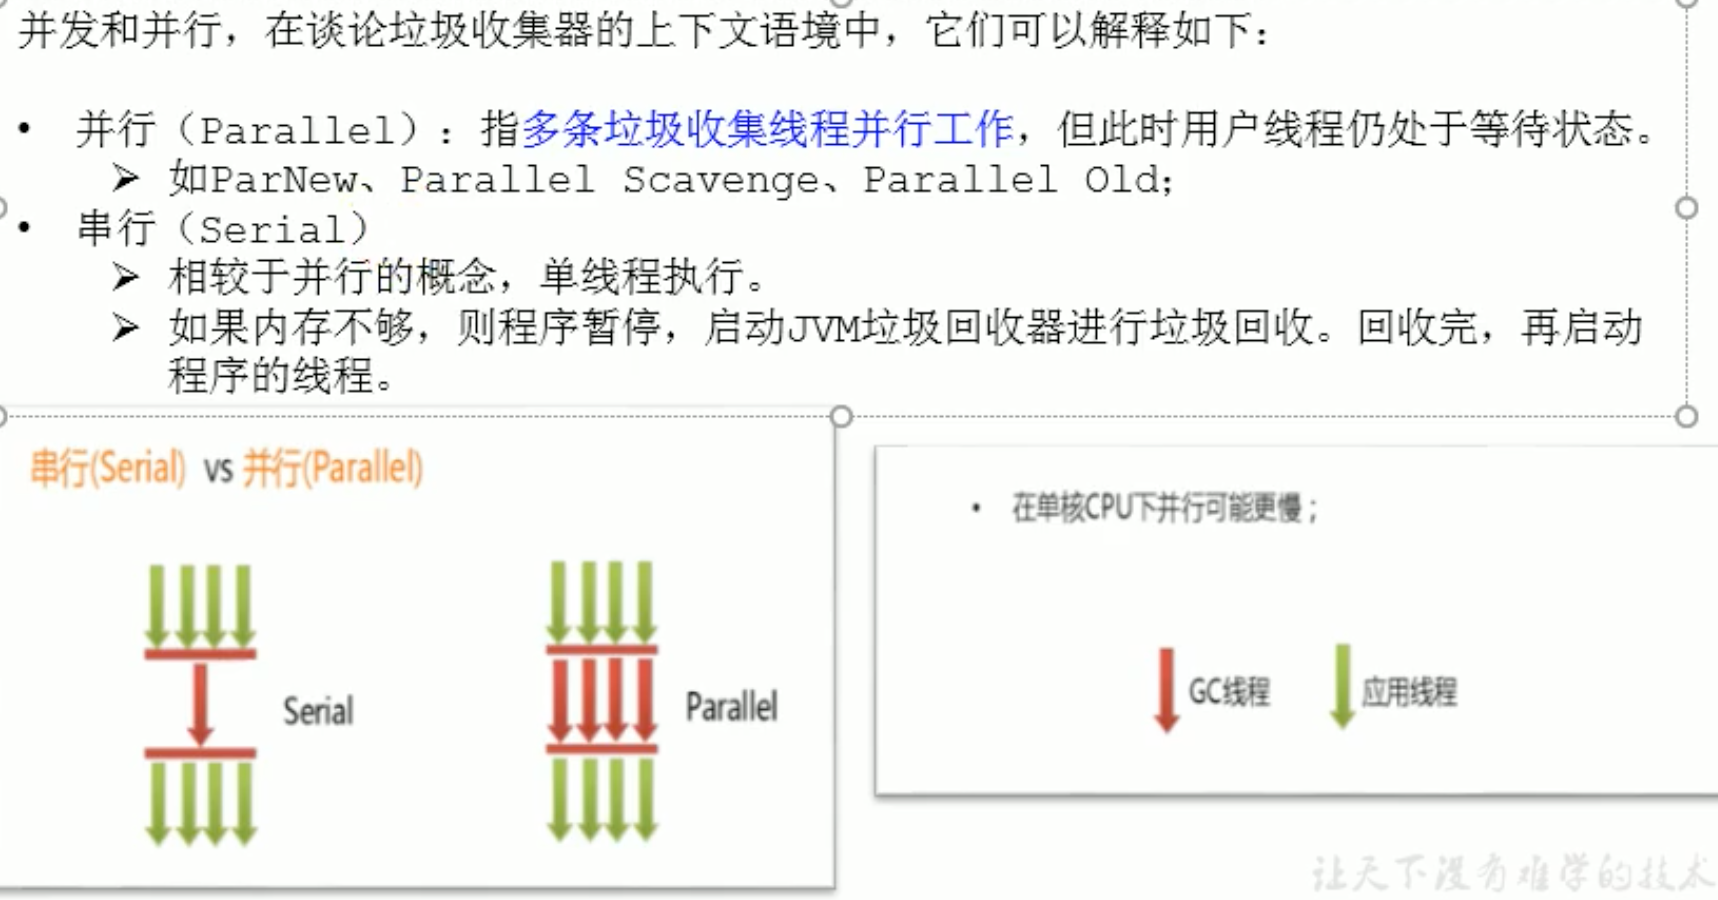 并发和并行，在谈论垃圾收集器的上下文语境中，它们可以解释如下：
• 并行（Parallel）：指多条垃圾收集线程并行工作，但此时用户线程仍处于等待状态。
➢ 如ParNew、Parallel Scavenge、Parallel Old；
• 串行（Serial）
➢ 相较于并行的概念，单线程执行。
➢ 如果内存不够，则程序暂停，启动JVM垃圾回收器进行垃圾回收。回收完，再启动
程序的线程。
串行(Serial) vs 并行(Parallel)
Serial
Parallel
• 在单核CPU下并行可能更慢；
GC线程
应用线程
让天下没有难学的技术